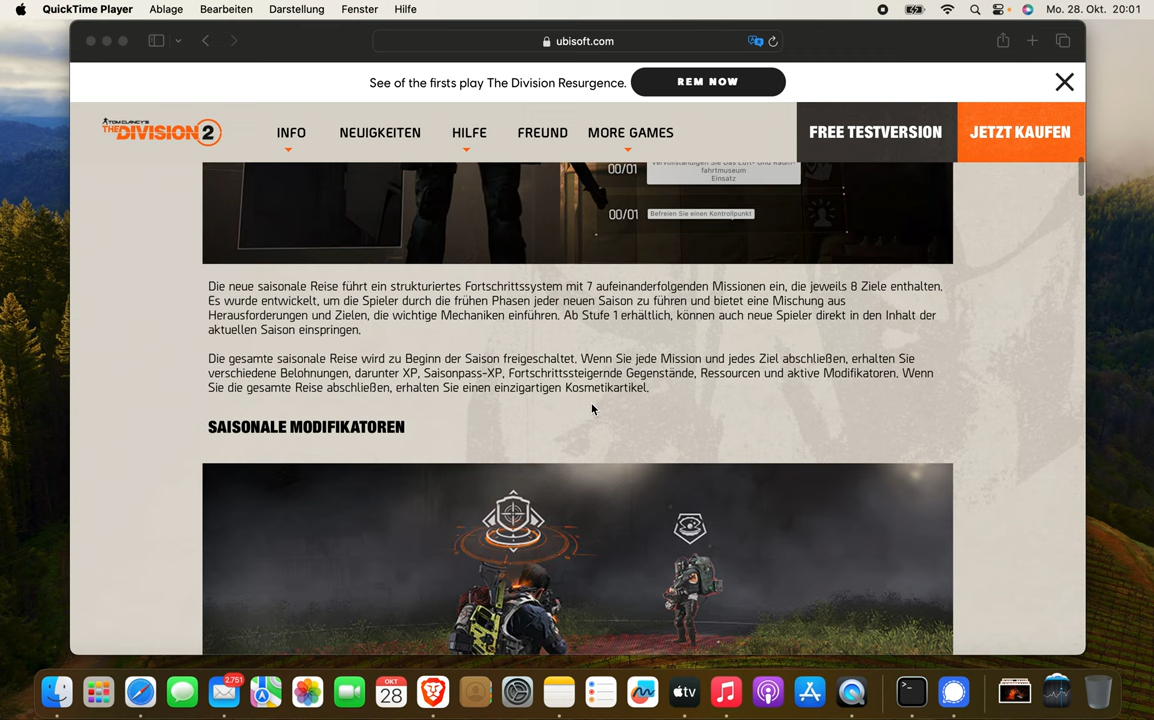 QuickTime Player Ablage Bearbeiten Darstellung Fenster Hilfe Mo. 28. Okt. 20:01
ubisoft.com
See of the firsts play The Division Resurgence. REM NOW
TOM CLANCY'S
THE DIVISION 2
INFO NEUIGKEITEN HILFE FREUND MORE GAMES FREE TESTVERSION JETZT KAUFEN
00/01 Vervollständigen Sie Das Luft- Und Raum-
fahrtmuseum
Einsatz
00/01 Befreien Sie einen Kontrollpunkt
Die neue saisonale Reise führt ein strukturiertes Fortschrittssystem mit 7 aufeinanderfolgenden Missionen ein, die jeweils 8 Ziele enthalten.
Es wurde entwickelt, um die Spieler durch die frühen Phasen jeder neuen Saison zu führen und bietet eine Mischung aus
Herausforderungen und Zielen, die wichtige Mechaniken einführen. Ab Stufe 1 erhältlich, können auch neue Spieler direkt in den Inhalt der
aktuellen Saison einspringen.
Die gesamte saisonale Reise wird zu Beginn der Saison freigeschaltet. Wenn Sie jede Mission und jedes Ziel abschließen, erhalten Sie
verschiedene Belohnungen, darunter XP, Saisonpass-XP, Fortschrittssteigernde Gegenstände, Ressourcen und aktive Modifikatoren. Wenn
Sie die gesamte Reise abschließen, erhalten Sie einen einzigartigen Kosmetikartikel.
SAISONALE MODIFIKATOREN
2,751
OKT
28
tv